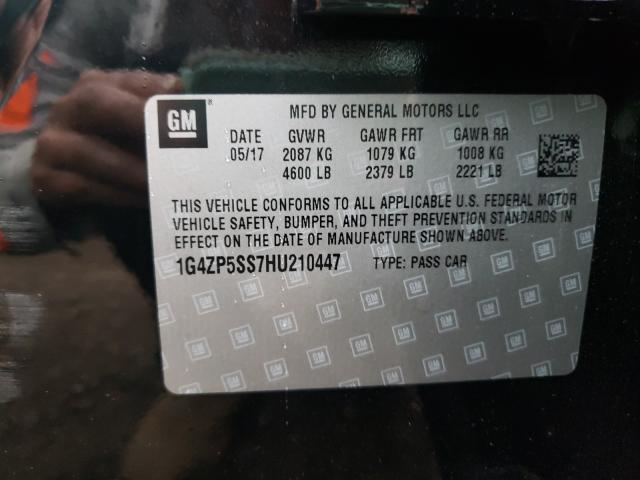 GM ®
MFD BY GENERAL MOTORS LLC
DATE GVWR GAWR FRT GAWR RR
05/17 2087 KG 1079 KG 1008 KG
4600 LB 2379 LB 2221 LB
THIS VEHICLE CONFORMS TO ALL APPLICABLE U.S. FEDERAL MOTOR
VEHICLE SAFETY, BUMPER, AND THEFT PREVENTION STANDARDS IN
EFFECT ON THE DATE OF MANUFACTURE SHOWN ABOVE.
1G4ZP5SS7HU210447 TYPE: PASS CAR